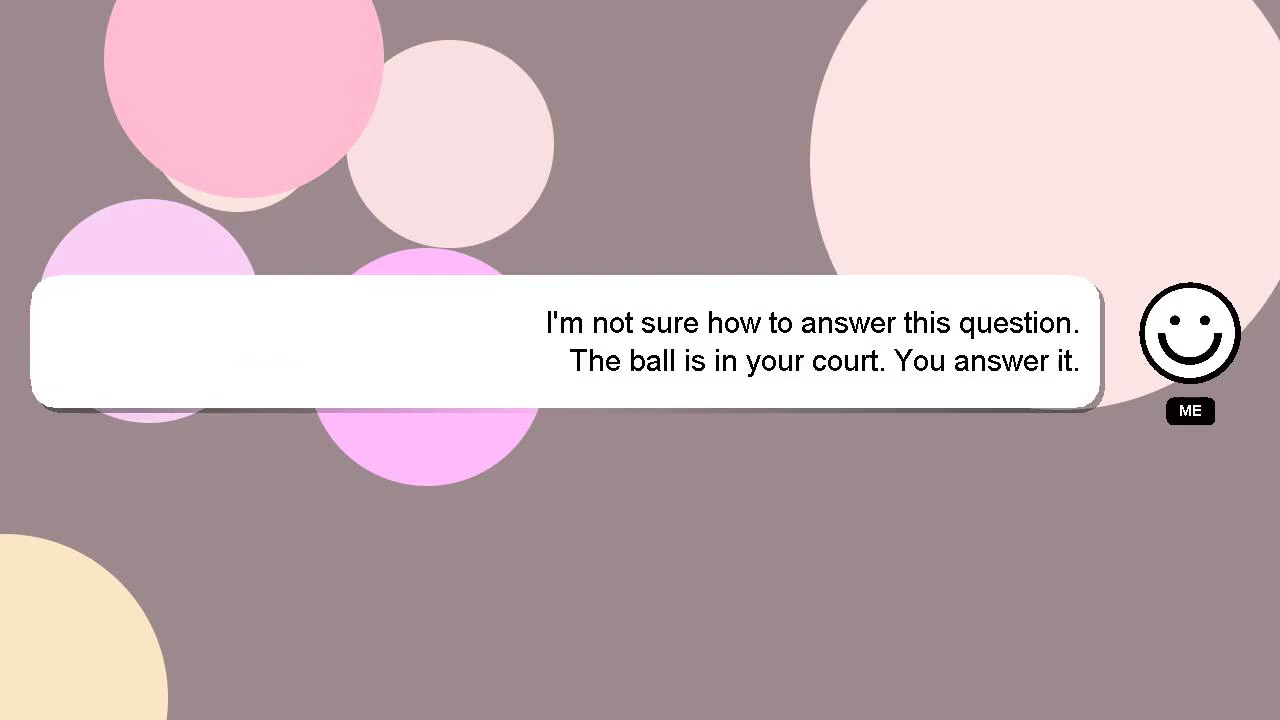 I'm not sure how to answer this question.
The ball is in your court. You answer it.
ME